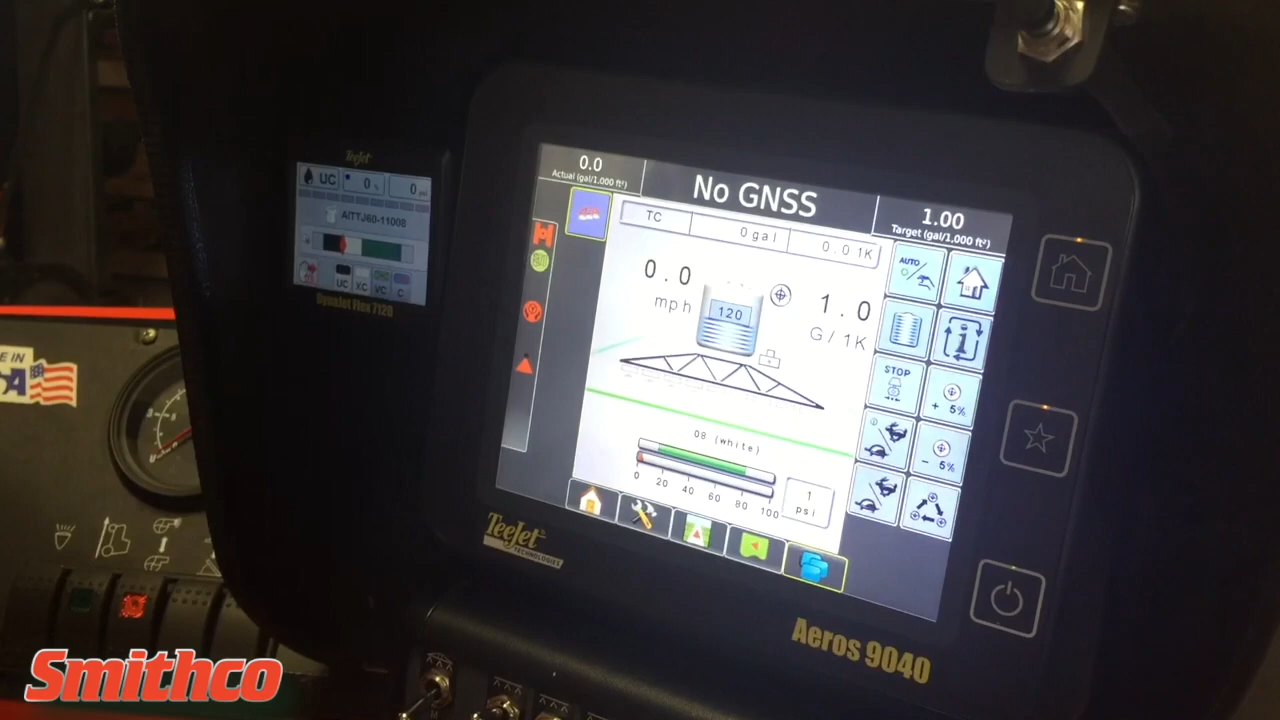 TeeJet
UC
0 %
0 psi
AITTJ60-11008
UC
XC
VC
C
DynaJet Flex 7120
0.0
Actual (gal/1,000 ft²)
No GNSS
1.00
Target (gal/1,000 ft²)
TC
0 gal
0.01K
0.0
mph
120
1.0
G/1K
08 (white)
0 20 40 60 80 100
1
psi
AUTO
STOP
+ 5%
- 5%
TeeJet
TECHNOLOGIES
Aeros 9040
Smithco